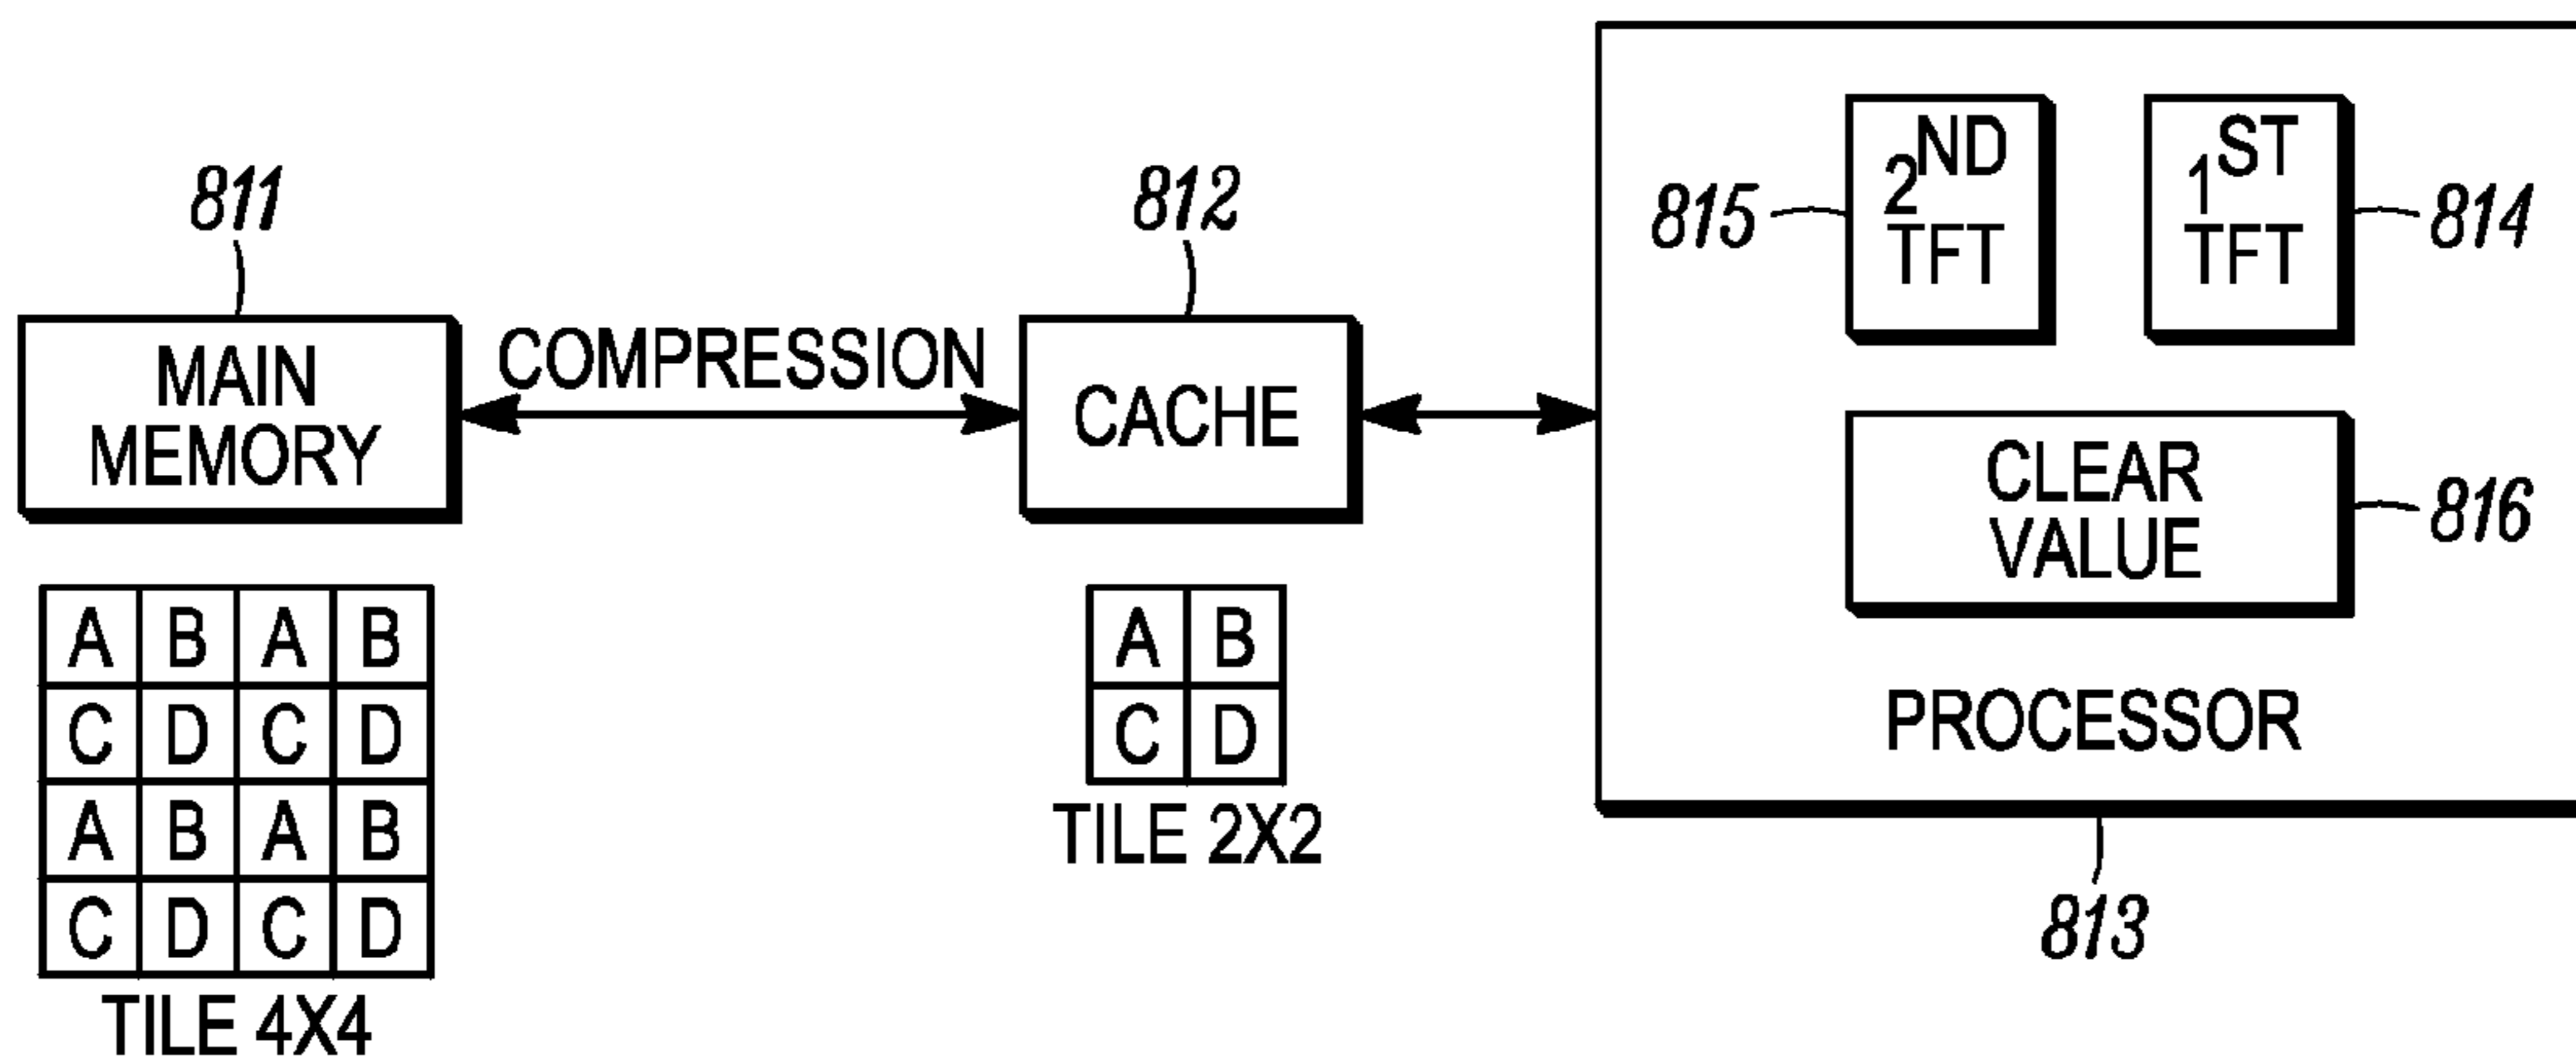 811
MAIN
MEMORY
COMPRESSION
812
CACHE
815
2ND
TFT
1ST
TFT
814
CLEAR
VALUE
816
PROCESSOR
813
A B A B
C D C D
A B A B
C D C D
TILE 4X4
A B
C D
TILE 2X2